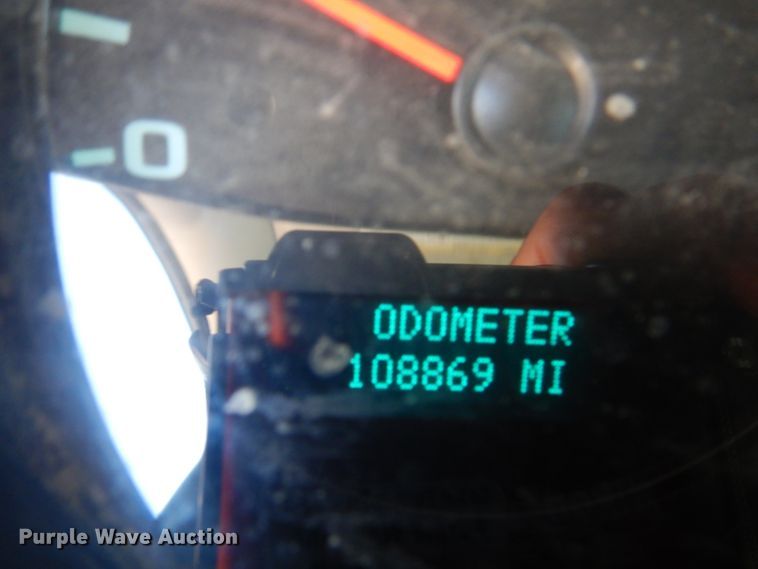 0
ODOMETER
108869 MI
Purple Wave Auction®